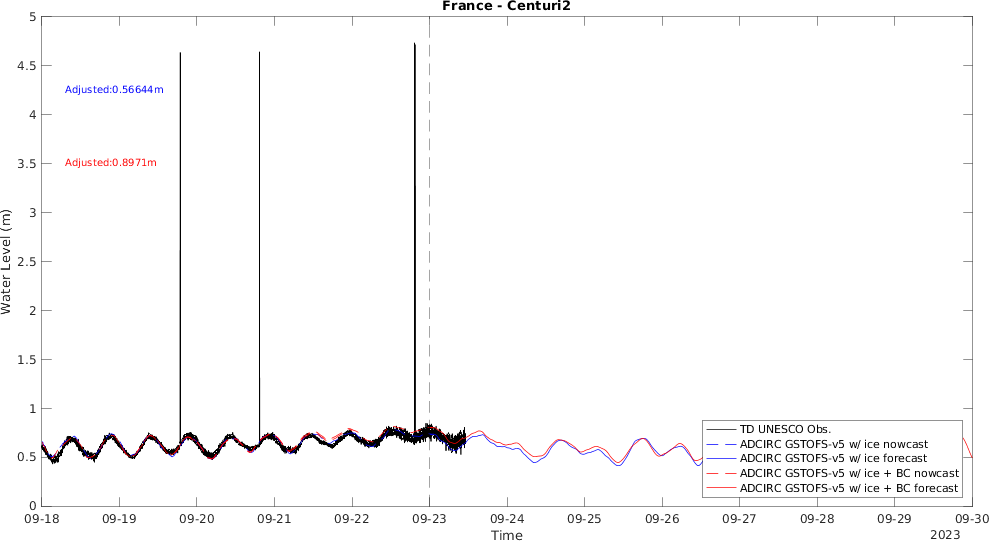 France - Centuri2
5
4.5
4
3.5
3
2.5
2
1.5
1
0.5
0
Water Level (m)
Adjusted:0.56644m
Adjusted:0.8971m
TD UNESCO Obs.
ADCIRC GSTOFS-v5 w/ ice nowcast
ADCIRC GSTOFS-v5 w/ ice forecast
ADCIRC GSTOFS-v5 w/ ice + BC nowcast
ADCIRC GSTOFS-v5 w/ ice + BC forecast
09-18 09-19 09-20 09-21 09-22 09-23 09-24 09-25 09-26 09-27 09-28 09-29 09-30
Time
2023